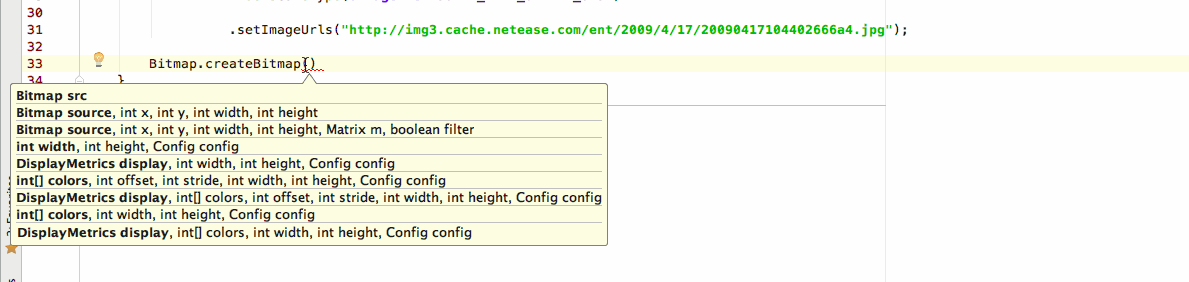 30
31 .setImageUrls("http://img3.cache.netease.com/ent/2009/4/17/20090417104402666a4.jpg");
32
33 Bitmap.createBitmap()
34 }
Bitmap src
Bitmap source, int x, int y, int width, int height
Bitmap source, int x, int y, int width, int height, Matrix m, boolean filter
int width, int height, Config config
DisplayMetrics display, int width, int height, Config config
int[] colors, int offset, int stride, int width, int height, Config config
DisplayMetrics display, int[] colors, int offset, int stride, int width, int height, Config config
int[] colors, int width, int height, Config config
DisplayMetrics display, int[] colors, int width, int height, Config config